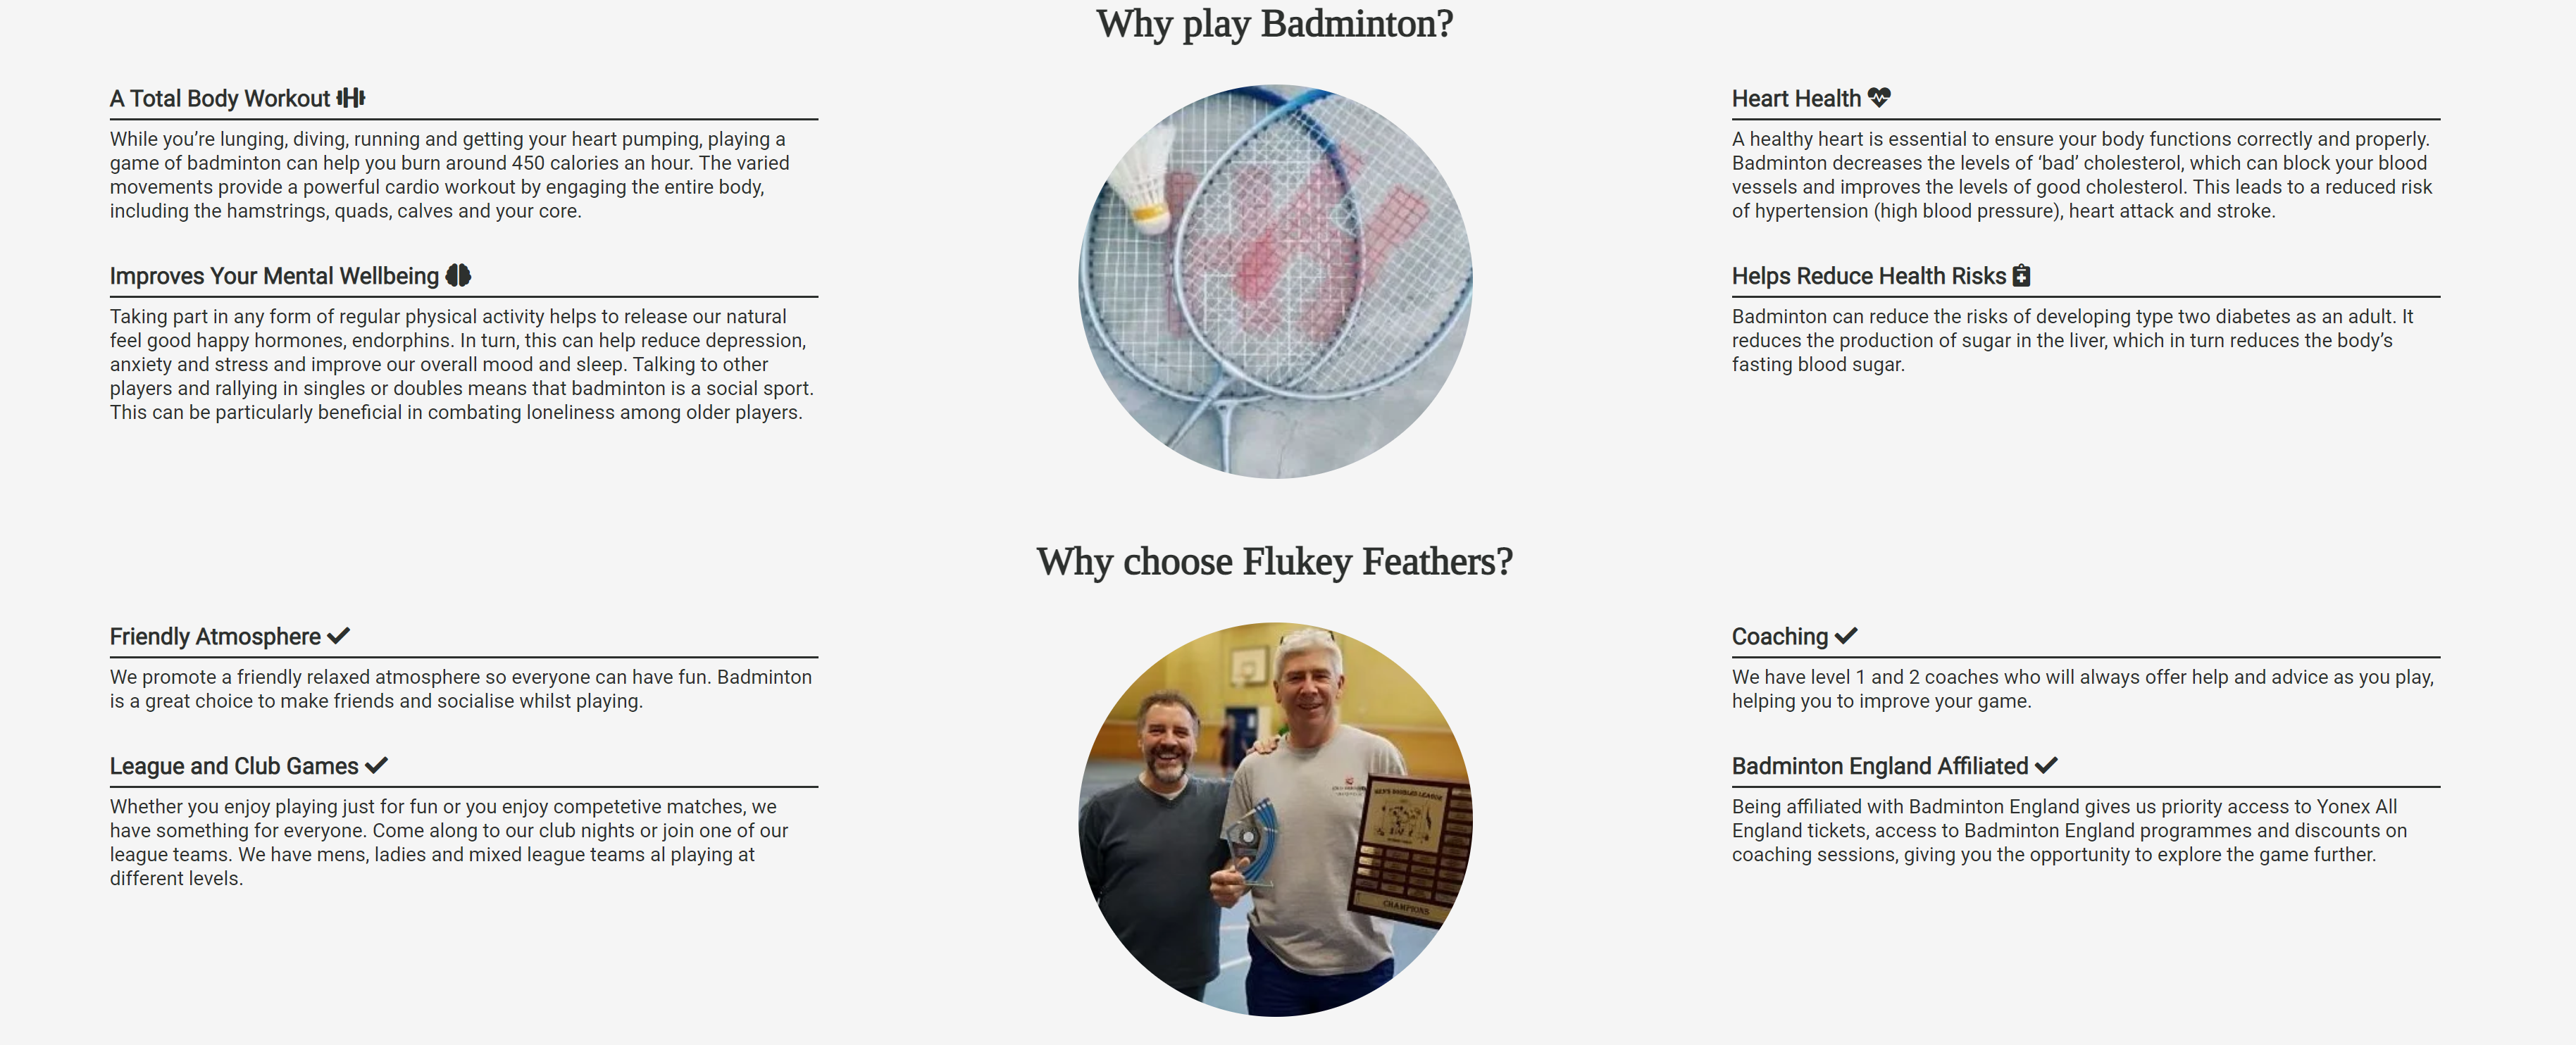 Why play Badminton?
A Total Body Workout
While you’re lunging, diving, running and getting your heart pumping, playing a
game of badminton can help you burn around 450 calories an hour. The varied
movements provide a powerful cardio workout by engaging the entire body,
including the hamstrings, quads, calves and your core.
Improves Your Mental Wellbeing
Taking part in any form of regular physical activity helps to release our natural
feel good happy hormones, endorphins. In turn, this can help reduce depression,
anxiety and stress and improve our overall mood and sleep. Talking to other
players and rallying in singles or doubles means that badminton is a social sport.
This can be particularly beneficial in combating loneliness among older players.
Heart Health
A healthy heart is essential to ensure your body functions correctly and properly.
Badminton decreases the levels of ‘bad’ cholesterol, which can block your blood
vessels and improves the levels of good cholesterol. This leads to a reduced risk
of hypertension (high blood pressure), heart attack and stroke.
Helps Reduce Health Risks
Badminton can reduce the risks of developing type two diabetes as an adult. It
reduces the production of sugar in the liver, which in turn reduces the body’s
fasting blood sugar.
Why choose Flukey Feathers?
Friendly Atmosphere
We promote a friendly relaxed atmosphere so everyone can have fun. Badminton
is a great choice to make friends and socialise whilst playing.
League and Club Games
Whether you enjoy playing just for fun or you enjoy competetive matches, we
have something for everyone. Come along to our club nights or join one of our
league teams. We have mens, ladies and mixed league teams al playing at
different levels.
MEN'S DOUBLES LEAGUE
CHAMPIONS
Coaching
We have level 1 and 2 coaches who will always offer help and advice as you play,
helping you to improve your game.
Badminton England Affiliated
Being affiliated with Badminton England gives us priority access to Yonex All
England tickets, access to Badminton England programmes and discounts on
coaching sessions, giving you the opportunity to explore the game further.